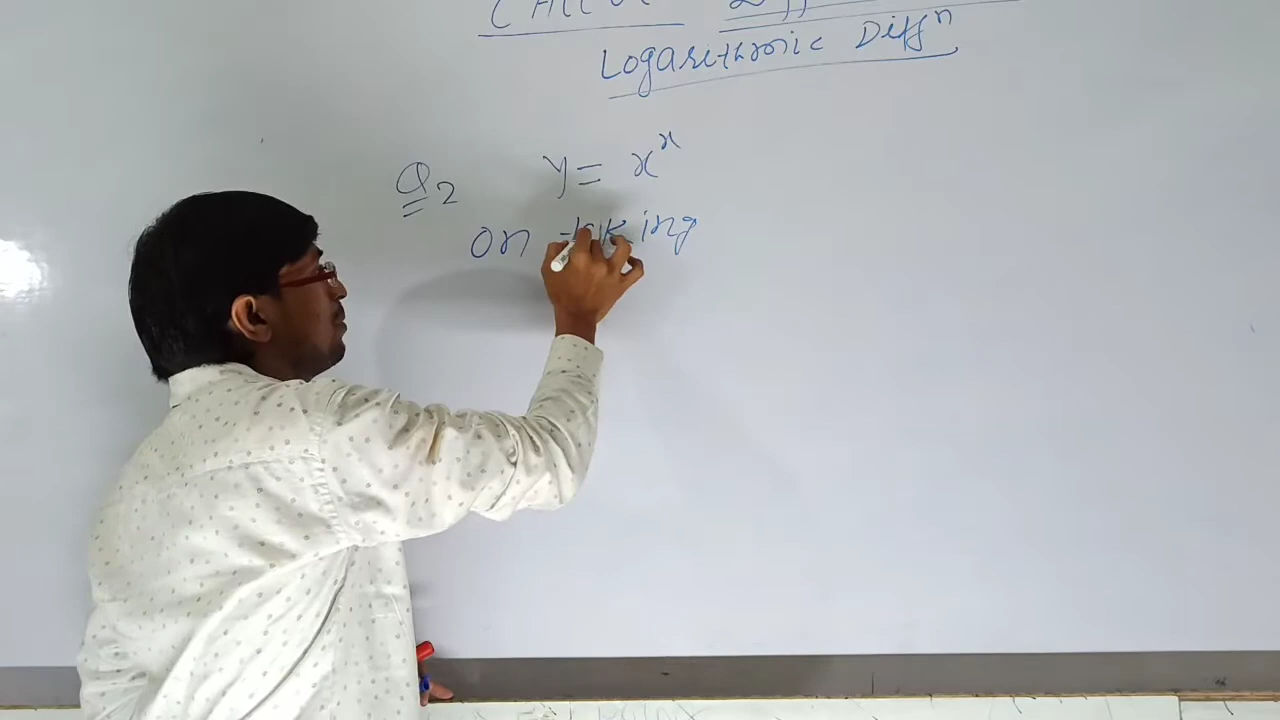 Logarithmic Diffⁿ
Q2 y = xˣ
on taking